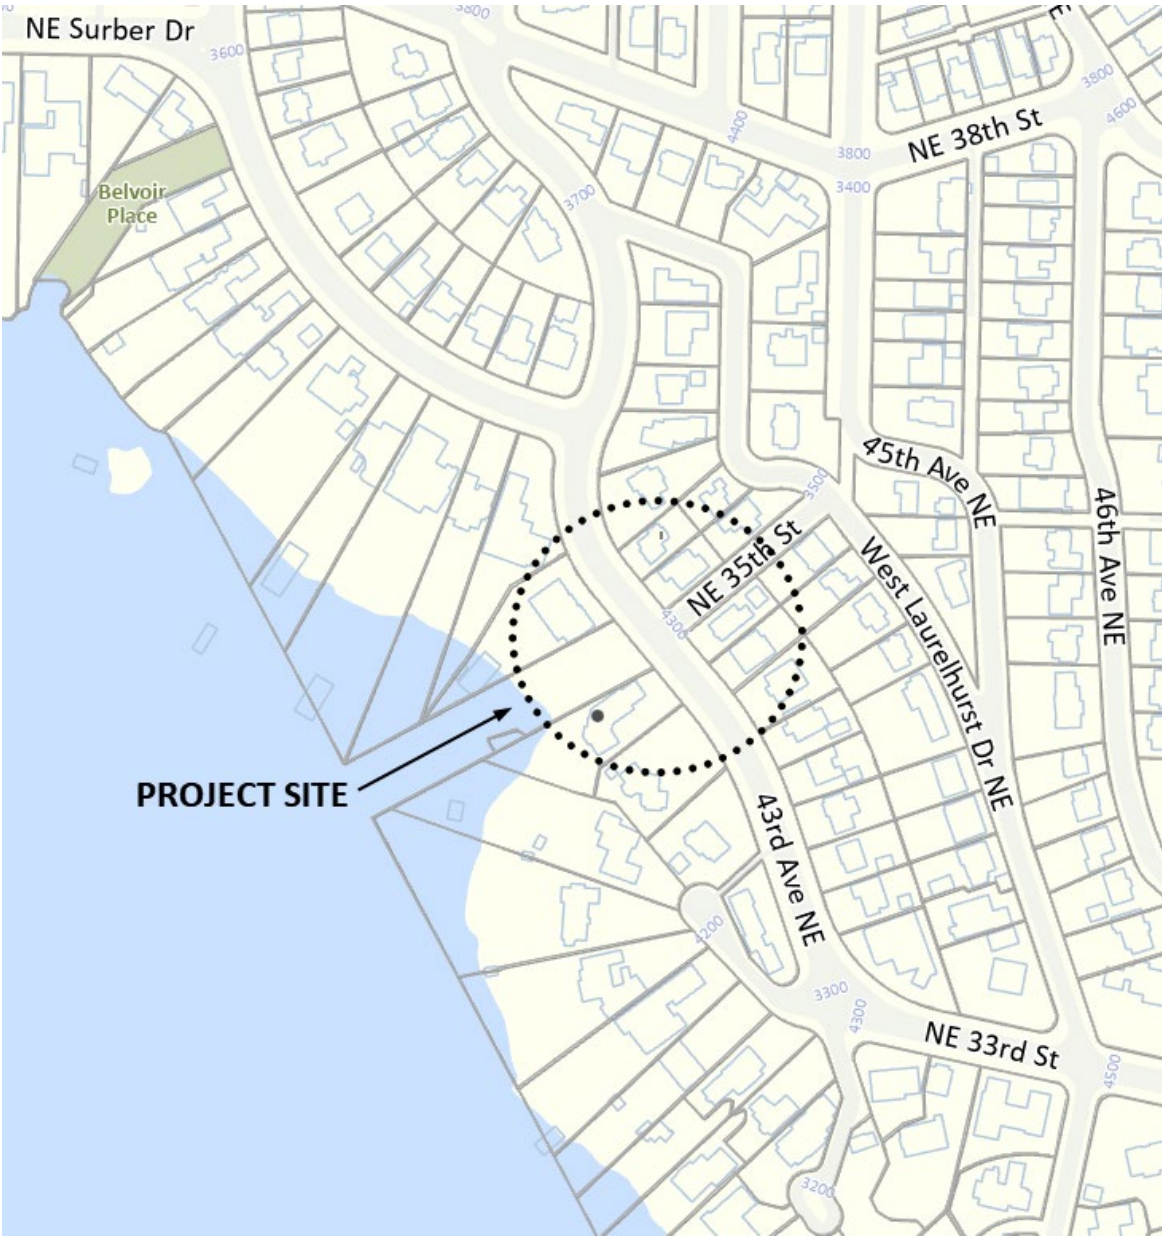 3800
NE Surber Dr
3600
3800
4600
4400
NE 38th St
3800
3400
Belvoir
Place
3700
45th Ave NE
3500
46th Ave NE
NE 35th St
West Laurelhurst Dr NE
4300
PROJECT SITE
43rd Ave NE
4200
3300
4300
NE 33rd St
4500
3200